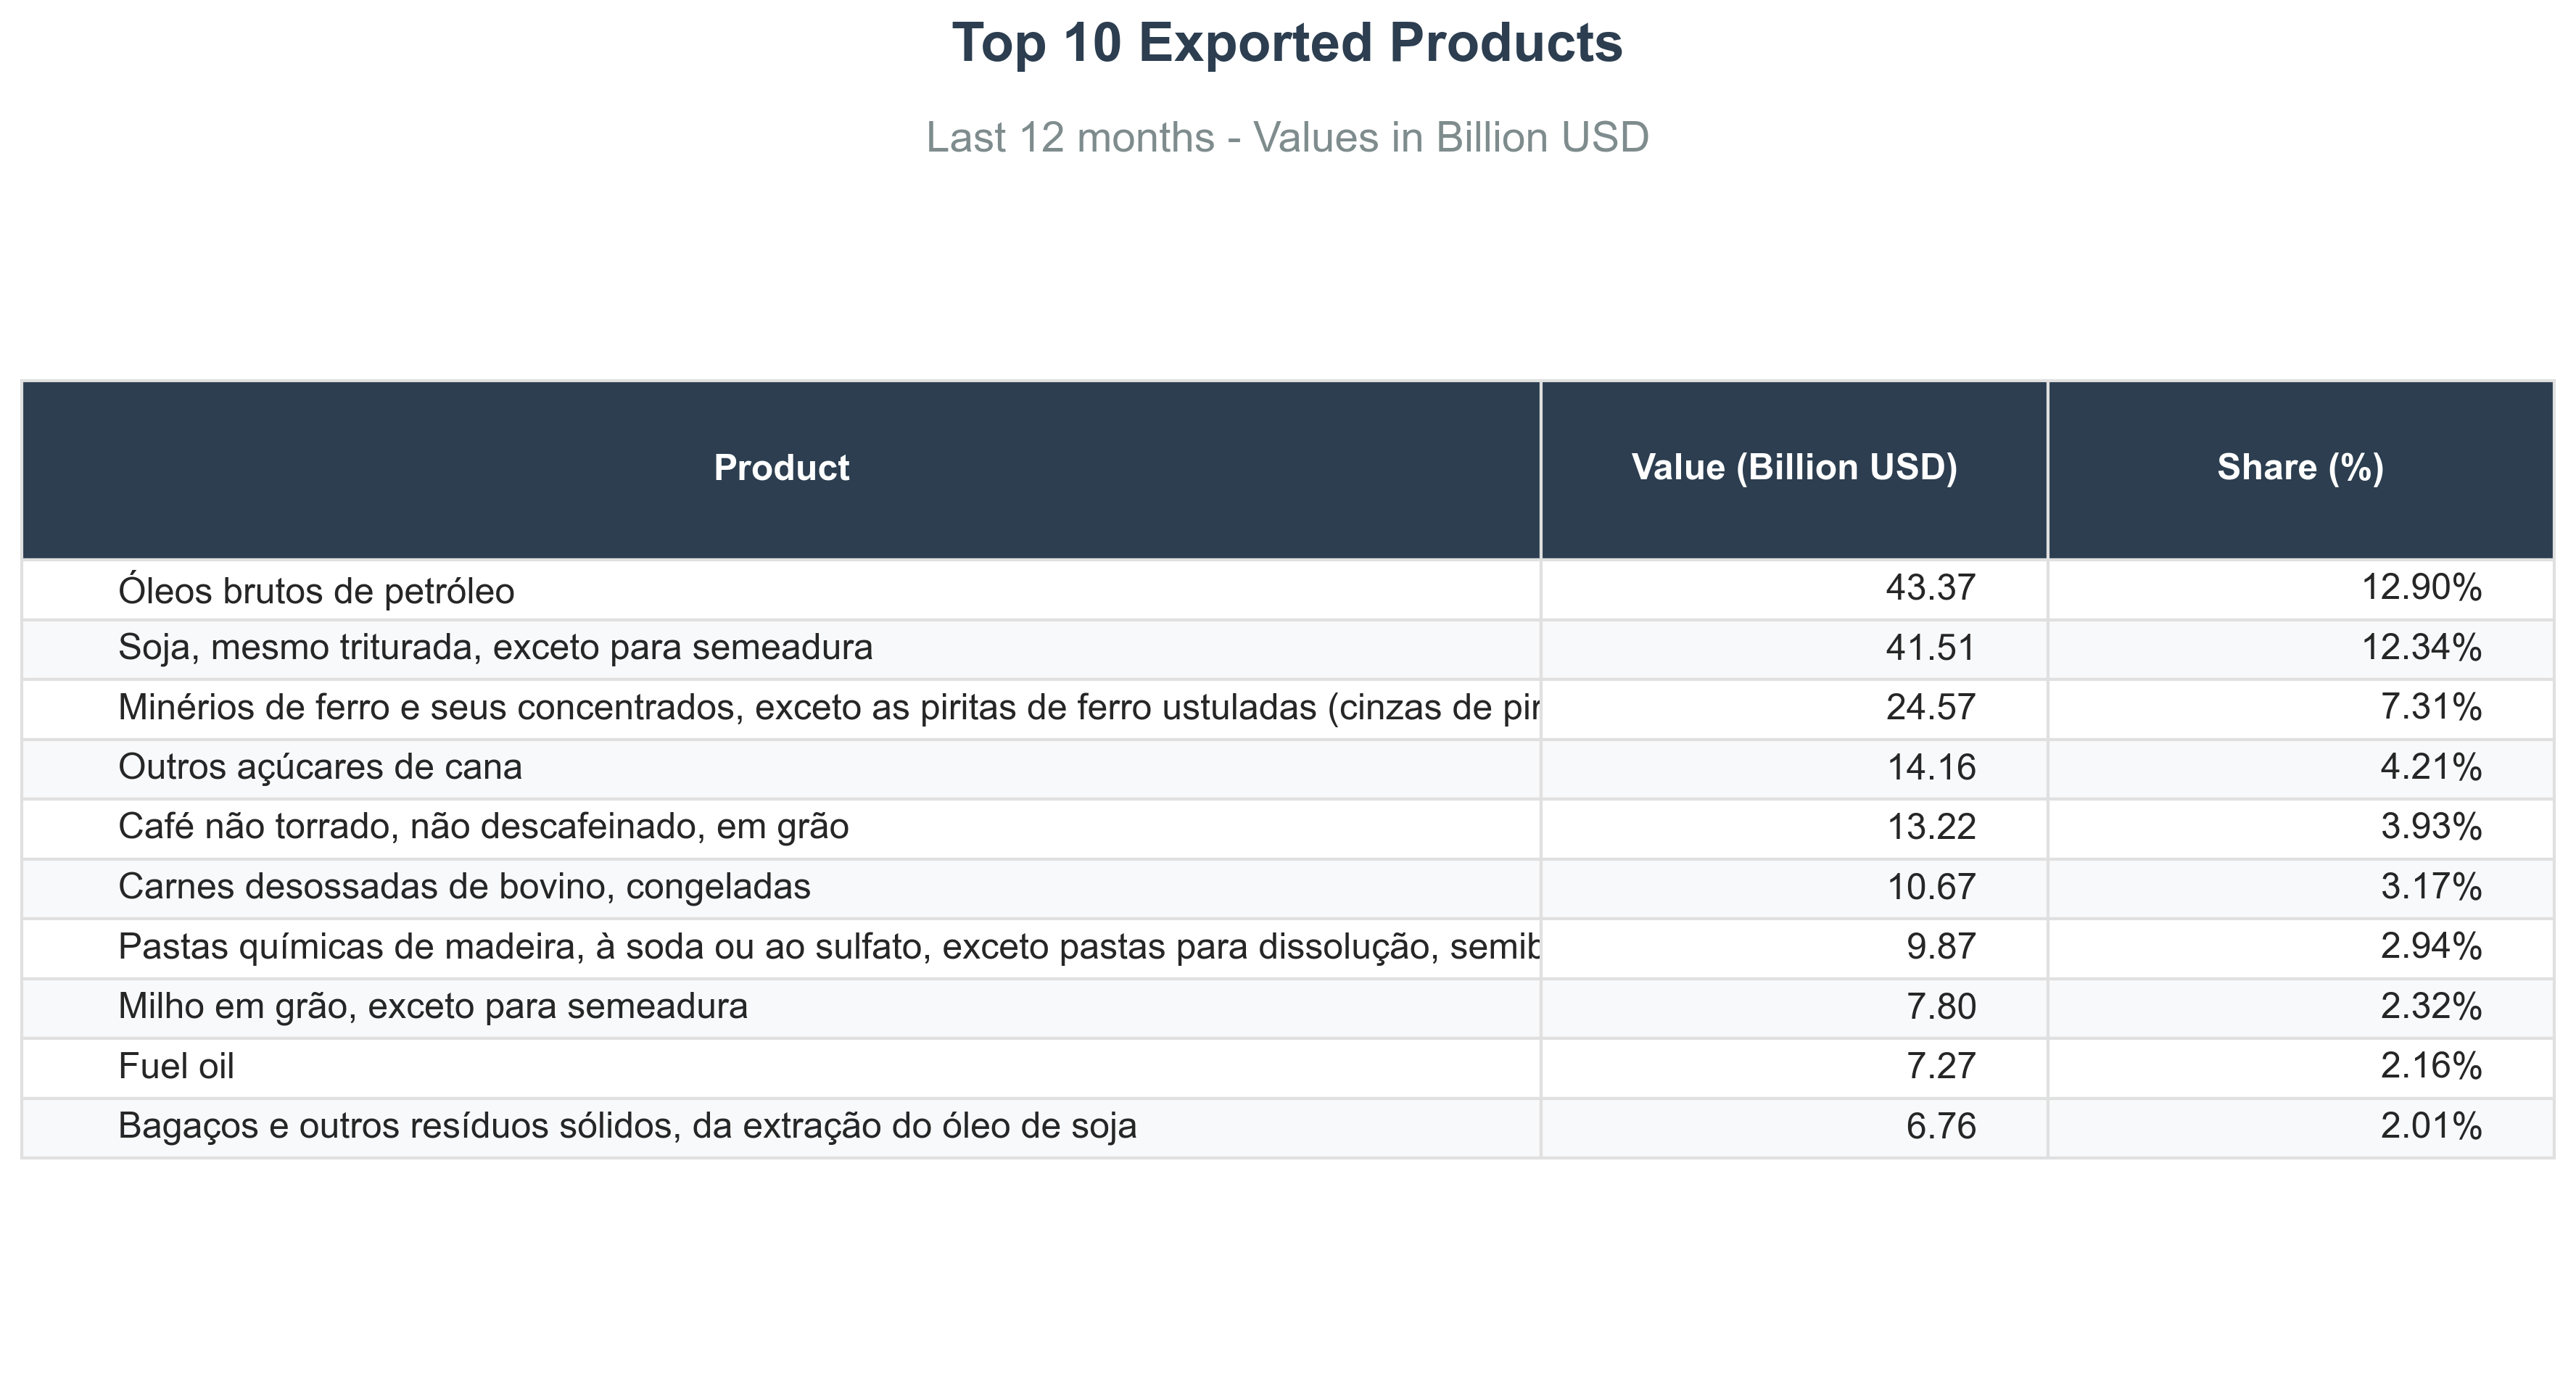 Top 10 Exported Products
Last 12 months - Values in Billion USD
Product Value (Billion USD) Share (%)
Óleos brutos de petróleo 43.37 12.90%
Soja, mesmo triturada, exceto para semeadura 41.51 12.34%
Minérios de ferro e seus concentrados, exceto as piritas de ferro ustuladas (cinzas de pir 24.57 7.31%
Outros açúcares de cana 14.16 4.21%
Café não torrado, não descafeinado, em grão 13.22 3.93%
Carnes desossadas de bovino, congeladas 10.67 3.17%
Pastas químicas de madeira, à soda ou ao sulfato, exceto pastas para dissolução, semib 9.87 2.94%
Milho em grão, exceto para semeadura 7.80 2.32%
Fuel oil 7.27 2.16%
Bagaços e outros resíduos sólidos, da extração do óleo de soja 6.76 2.01%